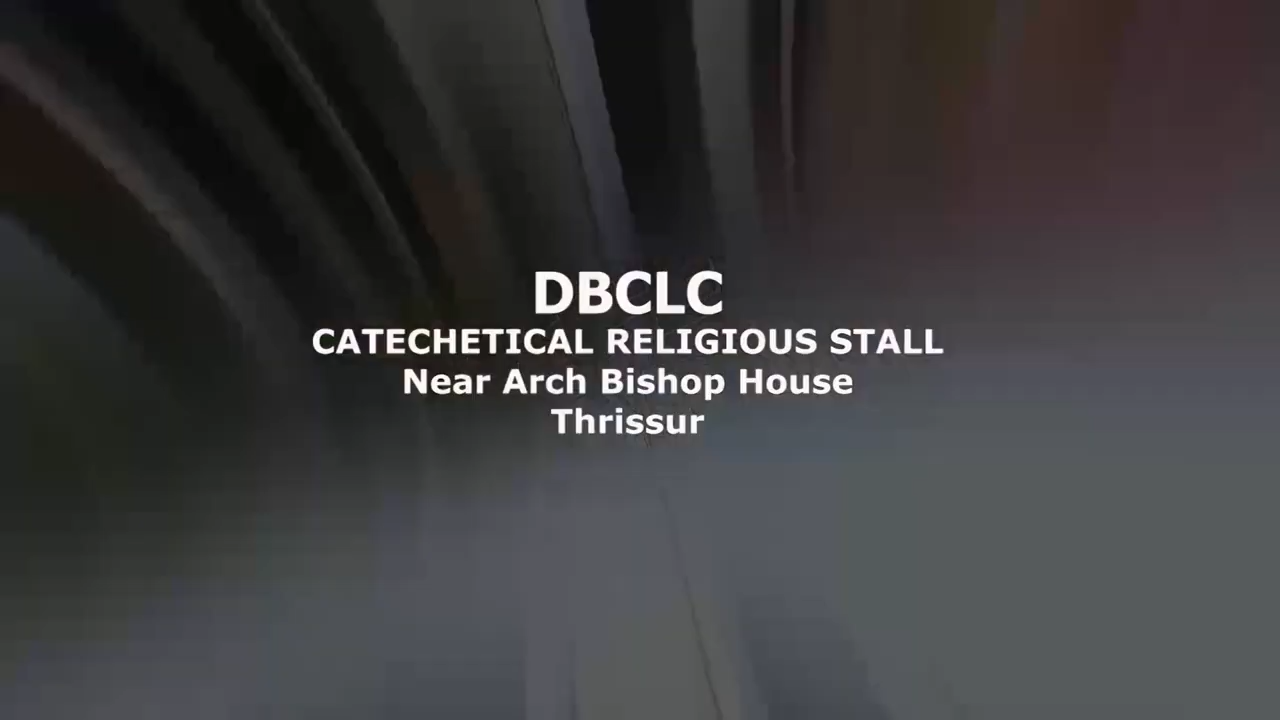 DBCLC
CATECHETICAL RELIGIOUS STALL
Near Arch Bishop House
Thrissur